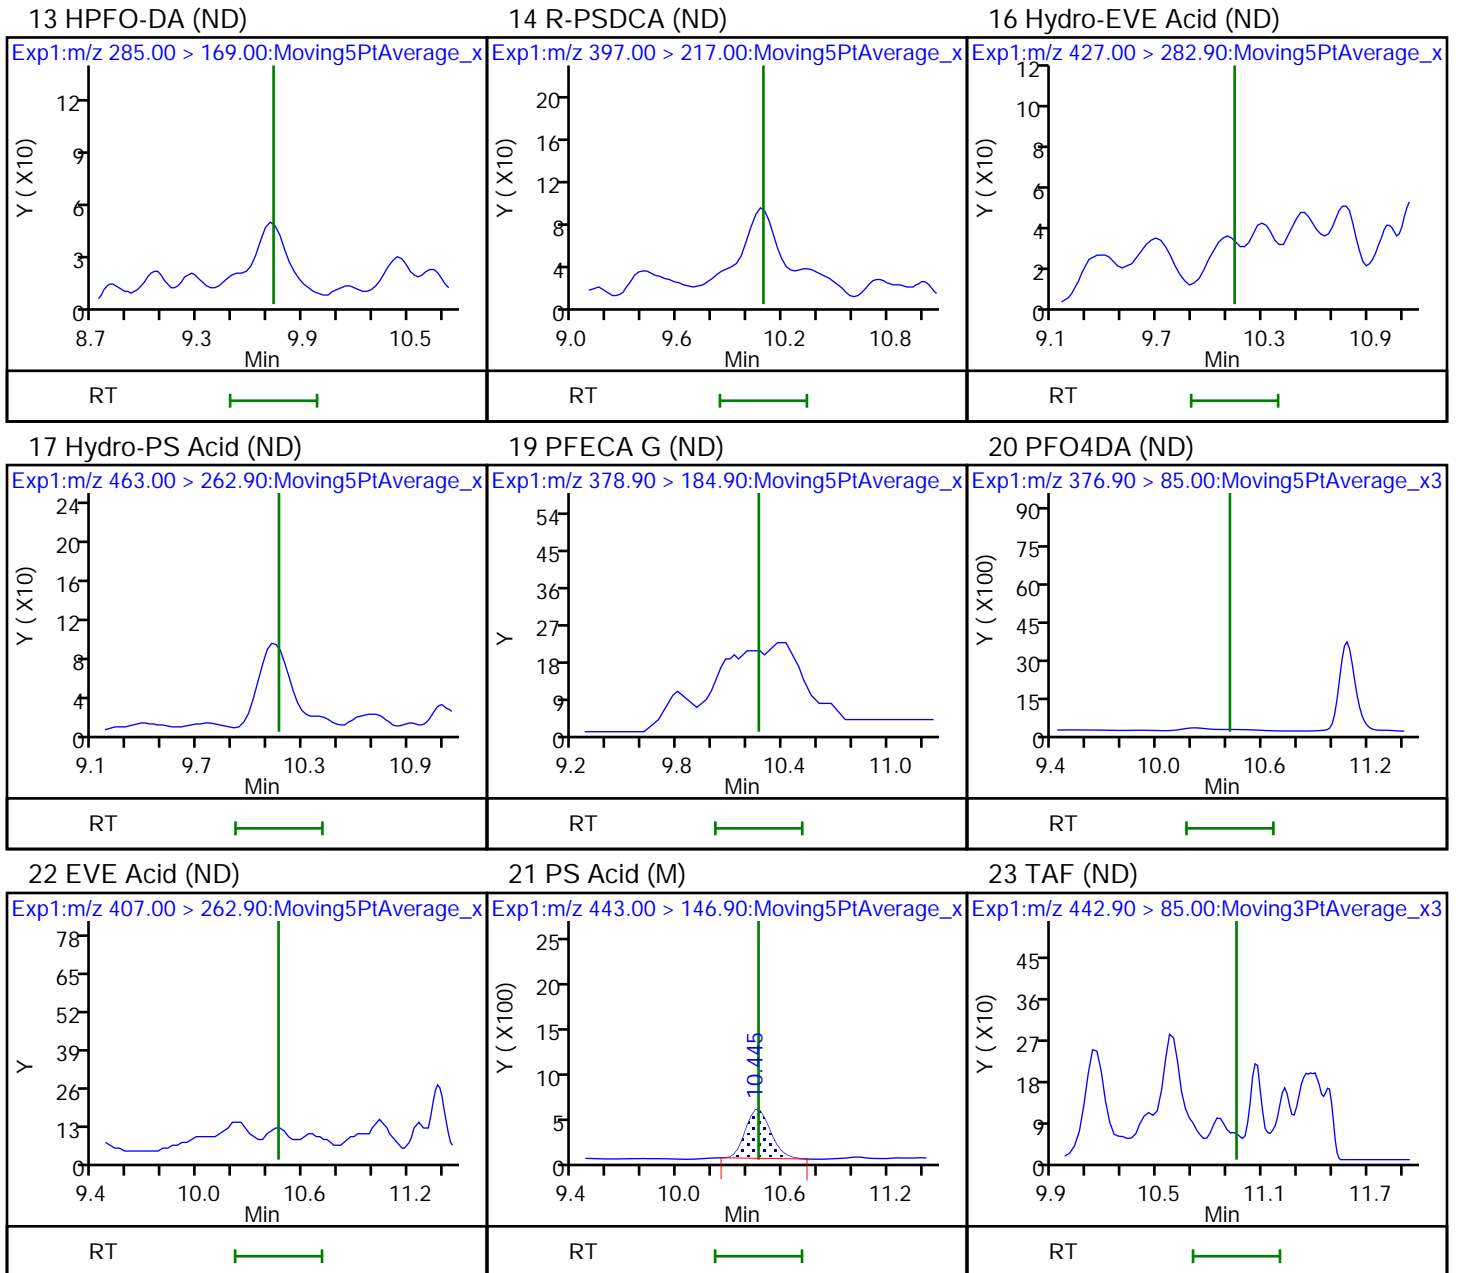 13 HPFO-DA (ND)
Exp1:m/z 285.00 > 169.00:Moving5PtAverage_x
Y ( X10)
12
9
6
3
0
8.7 9.3 9.9 10.5
Min
RT
14 R-PSDCA (ND)
Exp1:m/z 397.00 > 217.00:Moving5PtAverage_x
Y ( X10)
20
16
12
8
4
0
9.0 9.6 10.2 10.8
Min
RT
16 Hydro-EVE Acid (ND)
Exp1:m/z 427.00 > 282.90:Moving5PtAverage_x
Y ( X10)
12
10
8
6
4
2
0
9.1 9.7 10.3 10.9
Min
RT
17 Hydro-PS Acid (ND)
Exp1:m/z 463.00 > 262.90:Moving5PtAverage_x
Y ( X10)
24
20
16
12
8
4
0
9.1 9.7 10.3 10.9
Min
RT
19 PFECA G (ND)
Exp1:m/z 378.90 > 184.90:Moving5PtAverage_x
Y
54
45
36
27
18
9
0
9.2 9.8 10.4 11.0
Min
RT
20 PFO4DA (ND)
Exp1:m/z 376.90 > 85.00:Moving5PtAverage_x3
Y ( X100)
90
75
60
45
30
15
0
9.4 10.0 10.6 11.2
Min
RT
22 EVE Acid (ND)
Exp1:m/z 407.00 > 262.90:Moving5PtAverage_x
Y
78
65
52
39
26
13
0
9.4 10.0 10.6 11.2
Min
RT
21 PS Acid (M)
Exp1:m/z 443.00 > 146.90:Moving5PtAverage_x
Y ( X100)
25
20
15
10
5
0
10.445
9.4 10.0 10.6 11.2
Min
RT
23 TAF (ND)
Exp1:m/z 442.90 > 85.00:Moving3PtAverage_x3
Y ( X10)
45
36
27
18
9
0
9.9 10.5 11.1 11.7
Min
RT